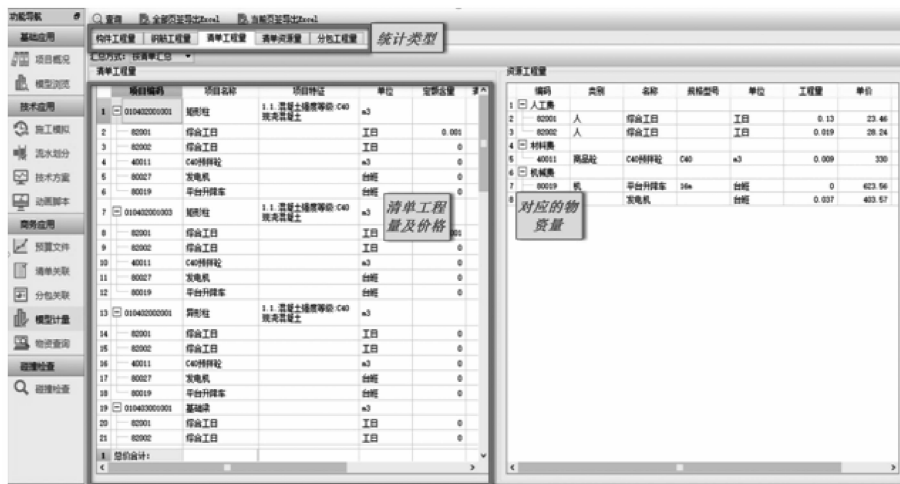 功能导航
查询 全部页签导出Excel 当前页签导出Excel
基础应用
项目概况
模型浏览
技术应用
施工模拟
流水划分
技术方案
动画脚本
商务应用
预算文件
清单关联
分包关联
模型计量
物资查询
碰撞检查
碰撞检查
构件工程量 钢筋工程量 清单工程量 清单资源量 分包工程量
统计类型
汇总方式: 按清单汇总
清单工程量
项目编码 项目名称 项目特征 单位 定额含量
1 010402001001 矩形柱 1.1.混凝土强度等级:C40 现浇混凝土 m3
2 82001 综合工日 工日 0.001
3 82002 综合工日 工日 0
4 40011 C40预拌砼 m3 0
5 80027 发电机 台班 0
6 80019 平台升降车 台班 0
7 010402001003 矩形柱 1.1.混凝土强度等级:C40 现浇混凝土 m3
8 82001 综合工日 工日
9 82002 综合工日 工日 0
10 40011 C40预拌砼 m3 0
11 80027 发电机 台班 0
12 80019 平台升降车 台班 0
13 010402002001 异形柱 1.1.混凝土强度等级:C40 现浇混凝土 m3
14 82001 综合工日 工日 0
15 82002 综合工日 工日 0
16 40011 C40预拌砼 m3 0
17 80027 发电机 台班 0
18 80019 平台升降车 台班 0
19 010403001001 基础梁 m3
20 82001 综合工日 工日 0
21 82002 综合工日 工日 0
1 总价合计:
清单工程
量及价格
资源工程量
编码 类别 名称 规格型号 单位 工程量 单价
1 人工费
2 82001 人 综合工日 工日 0.13 23.46
3 82002 人 综合工日 工日 0.019 28.24
4 材料费
5 40011 商品砼 C40预拌砼 C40 m3 0.009 330
6 机械费
7 80019 机 平台升降车 16m 台班 0 623.56
8 发电机 台班 0.037 403.57
对应的物
资量